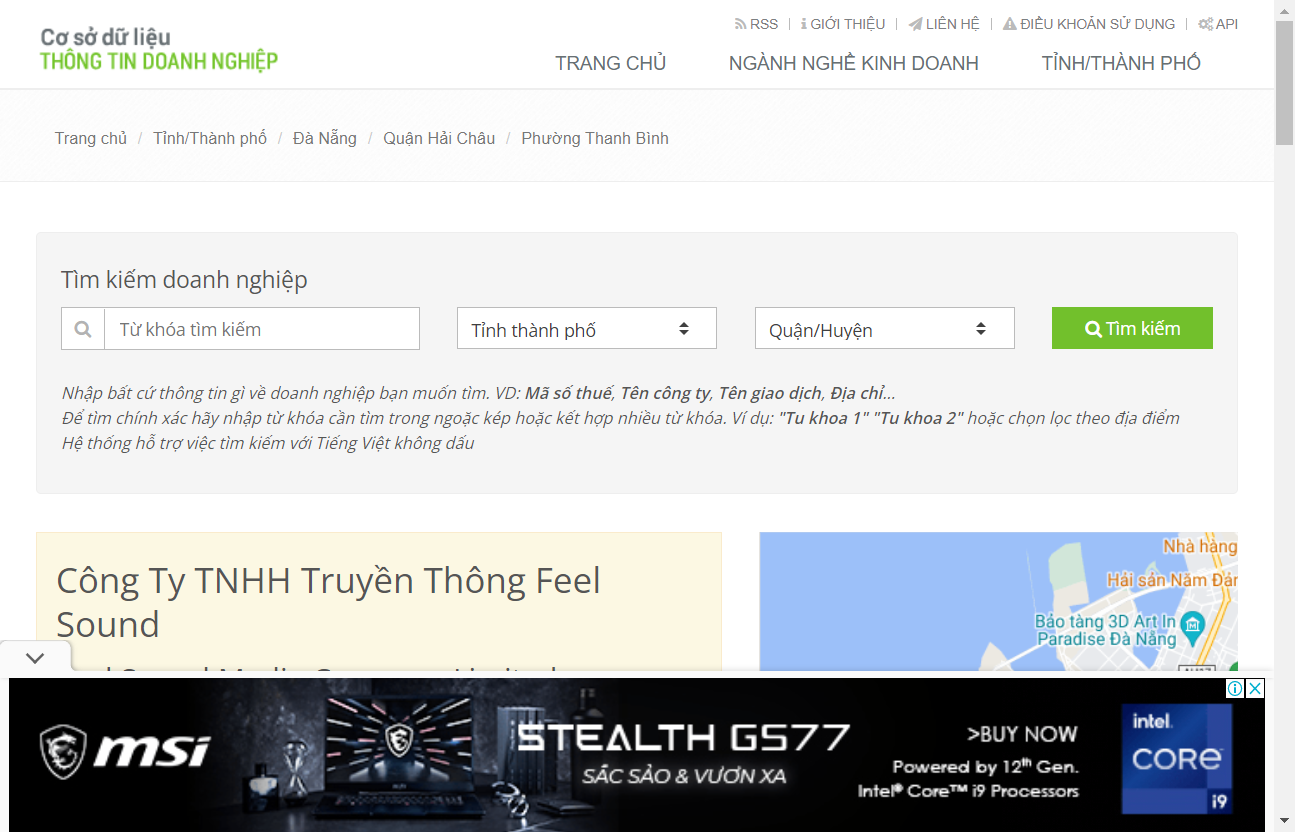 Cơ sở dữ liệu
THÔNG TIN DOANH NGHIỆP
RSS
GIỚI THIỆU
LIÊN HỆ
ĐIỀU KHOẢN SỬ DỤNG
API
TRANG CHỦ
NGÀNH NGHỀ KINH DOANH
TỈNH/THÀNH PHỐ
Trang chủ / Tỉnh/Thành phố / Đà Nẵng / Quận Hải Châu / Phường Thanh Bình
Tìm kiếm doanh nghiệp
Từ khóa tìm kiếm
Tỉnh thành phố
Quận/Huyện
Tìm kiếm
Nhập bất cứ thông tin gì về doanh nghiệp bạn muốn tìm. VD: Mã số thuế, Tên công ty, Tên giao dịch, Địa chỉ...
Để tìm chính xác hãy nhập từ khóa cần tìm trong ngoặc kép hoặc kết hợp nhiều từ khóa. Ví dụ: "Tu khoa 1" "Tu khoa 2" hoặc chọn lọc theo địa điểm
Hệ thống hỗ trợ việc tìm kiếm với Tiếng Việt không dấu
Công Ty TNHH Truyền Thông Feel
Sound
Nhà hàng
Hải sản Năm Đản
Bảo tàng 3D Art In
Paradise Đà Nẵng
msi
STEALTH GS77
SẮC SẢO & VƯƠN XA
>BUY NOW
Powered by 12th Gen.
Intel® Core™ i9 Processors
intel.
CORE
i9